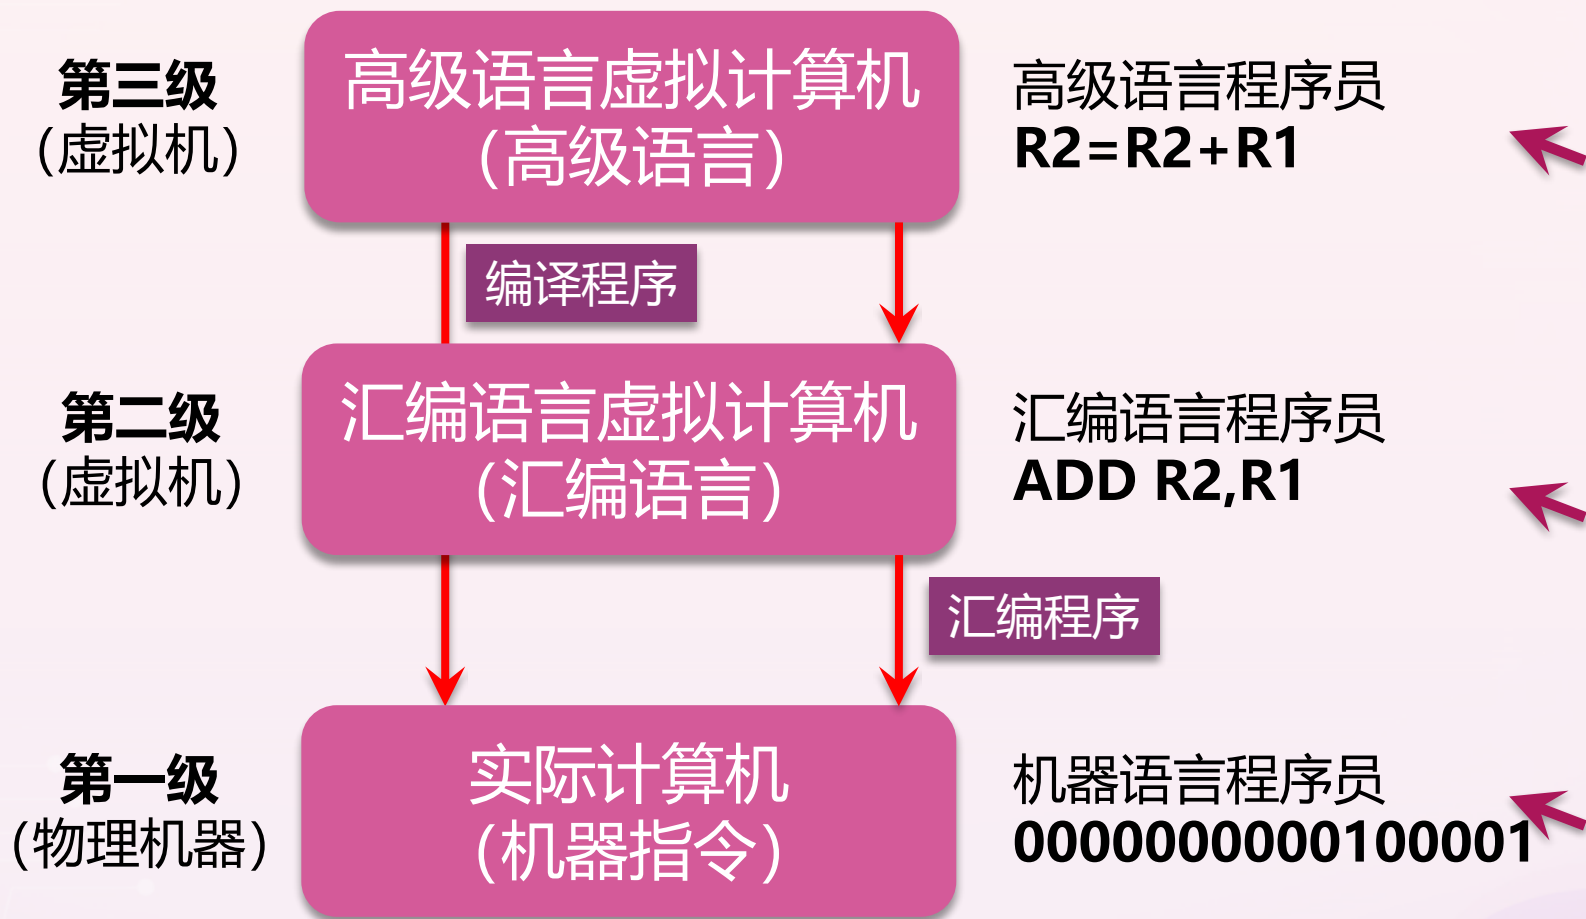 第三级
（虚拟机）
高级语言虚拟计算机
（高级语言）
高级语言程序员
R2=R2+R1
编译程序
第二级
（虚拟机）
汇编语言虚拟计算机
（汇编语言）
汇编语言程序员
ADD R2,R1
汇编程序
第一级
（物理机器）
实际计算机
（机器指令）
机器语言程序员
0000000000100001